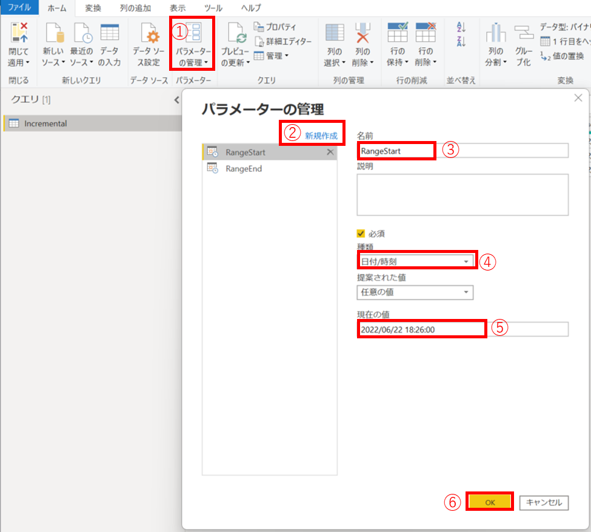 ファイル ホーム 変換 列の追加 表示 ツール ヘルプ
①
閉じて
適用
新しい
ソース
最近の
ソース
データ
の入力
データ ソー
ス設定
パラメーター
の管理
プレビュー
の更新
プロパティ
詳細エディター
管理
列の
選択
列の
削除
行の
保持
行の
削除
列の
分割
グルー
プ化
データ型: バイナリ
1 行目をヘッ
値の置換
閉じる 新しいクエリ データ ソース パラメーター クエリ 列の管理 行の削減 並べ替え 変換
クエリ [1]
Incremental
パラメーターの管理
② 新規作成
RangeStart
RangeEnd
名前
RangeStart ③
説明
必須
種類
日付/時刻 ④
提案された値
任意の値
現在の値
2022/06/22 18:26:00 ⑤
⑥ OK キャンセル